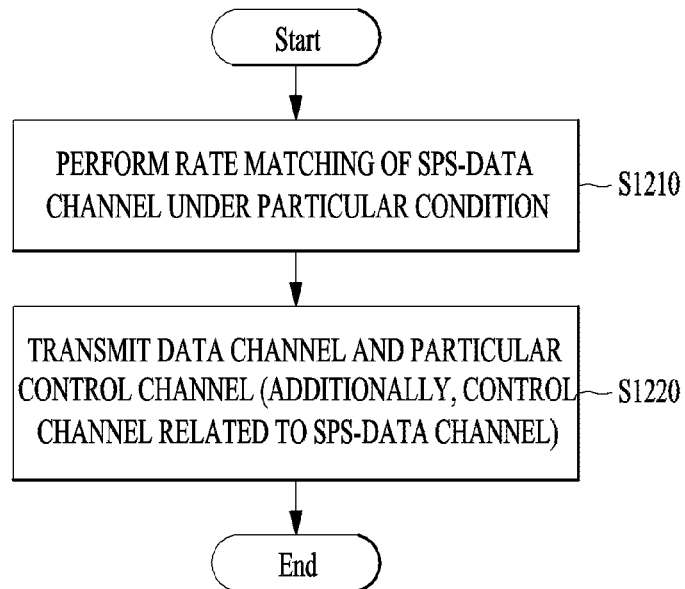 Start
PERFORM RATE MATCHING OF SPS-DATA
CHANNEL UNDER PARTICULAR CONDITION
S1210
TRANSMIT DATA CHANNEL AND PARTICULAR
CONTROL CHANNEL (ADDITIONALLY, CONTROL
CHANNEL RELATED TO SPS-DATA CHANNEL)
S1220
End